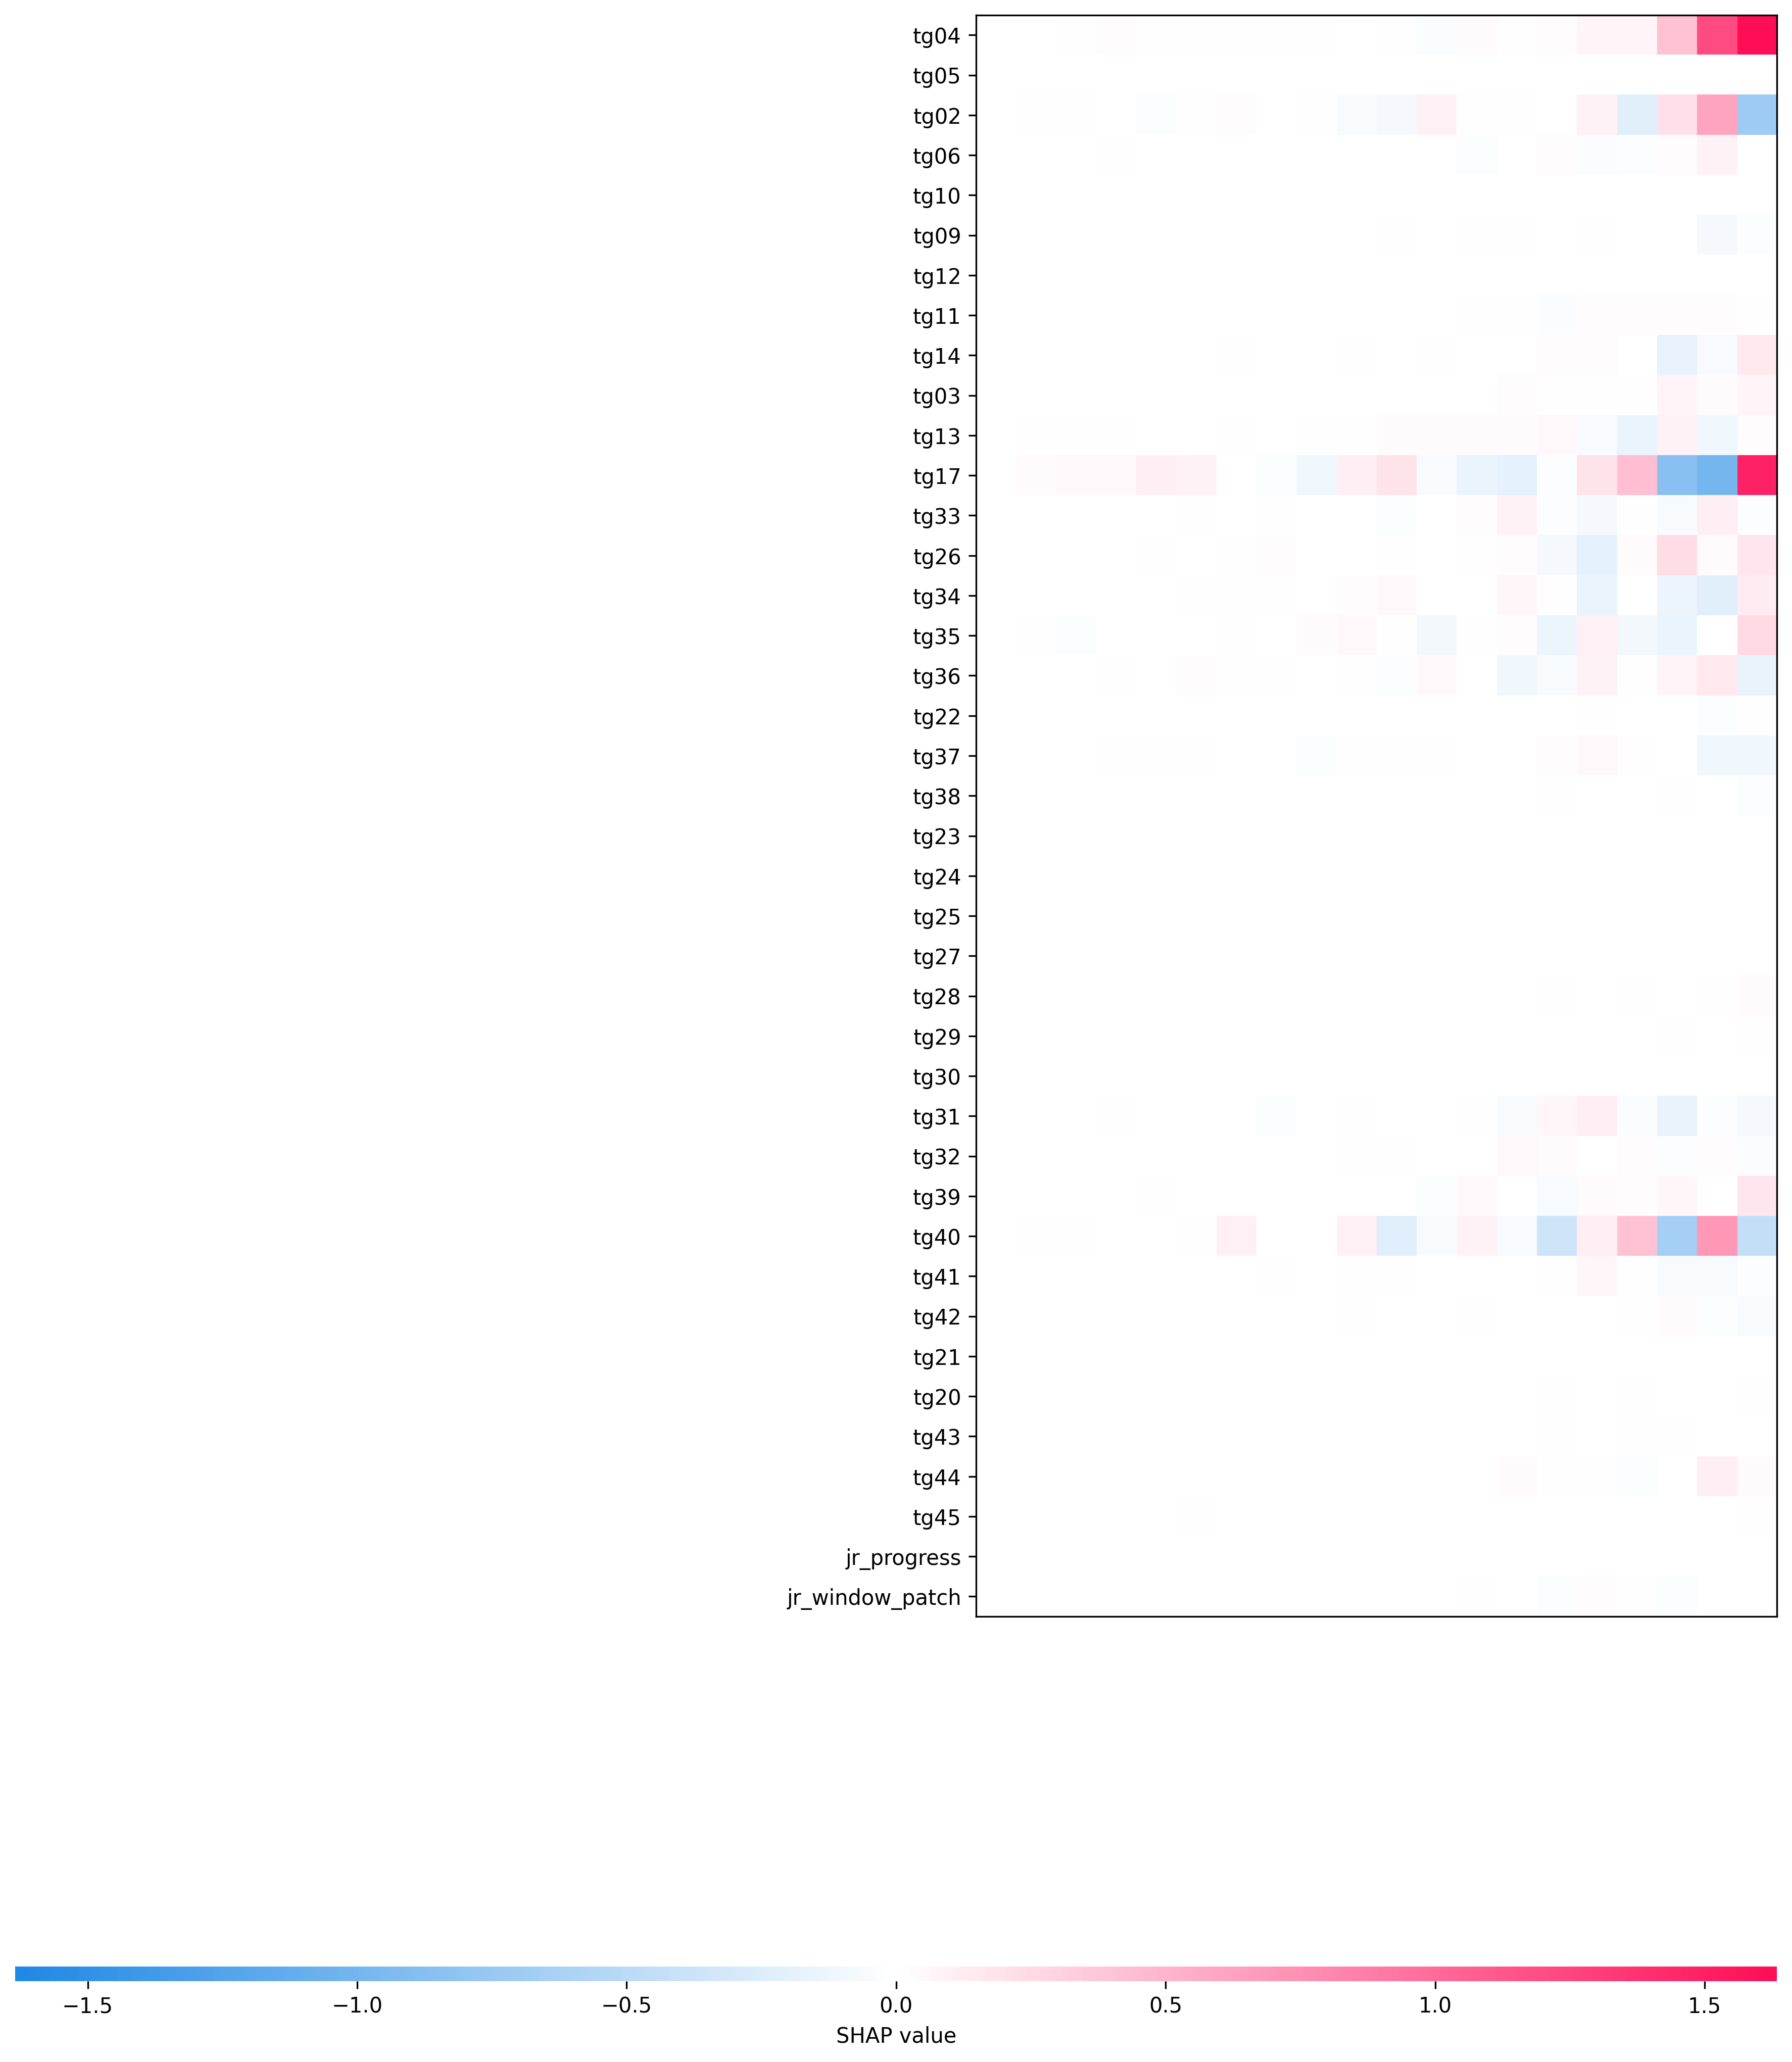 tg04
tg05
tg02
tg06
tg10
tg09
tg12
tg11
tg14
tg03
tg13
tg17
tg33
tg26
tg34
tg35
tg36
tg22
tg37
tg38
tg23
tg24
tg25
tg27
tg28
tg29
tg30
tg31
tg32
tg39
tg40
tg41
tg42
tg21
tg20
tg43
tg44
tg45
jr_progress
jr_window_patch
−1.5 −1.0 −0.5 0.0 0.5 1.0 1.5
SHAP value